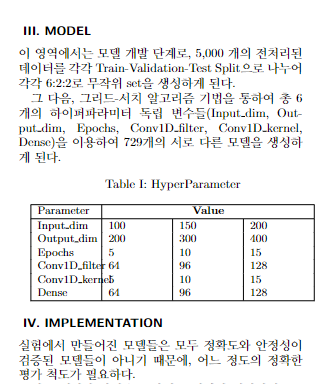 III. MODEL
이 영역에서는 모델 개발 단계로, 5,000 개의 전처리된
데이터를 각각 Train-Validation-Test Split으로 나누어
각각 6:2:2로 무작위 set을 생성하게 된다.
그 다음, 그리드-서치 알고리즘 기법을 통하여 총 6
개의 하이퍼파라미터 독립 변수들(Input_dim, Out-
put_dim, Epochs, Conv1D_filter, Conv1D_kernel,
Dense)을 이용하여 729개의 서로 다른 모델을 생성하
게 된다.
Table I: HyperParameter
Parameter Value
Input_dim 100 150 200
Output_dim 200 300 400
Epochs 5 10 15
Conv1D_filter 64 96 128
Conv1D_kernel 5 10 15
Dense 64 96 128
IV. IMPLEMENTATION
실험에서 만들어진 모델들은 모두 정확도와 안정성이
검증된 모델들이 아니기 때문에, 어느 정도의 정확한
평가 척도가 필요하다.